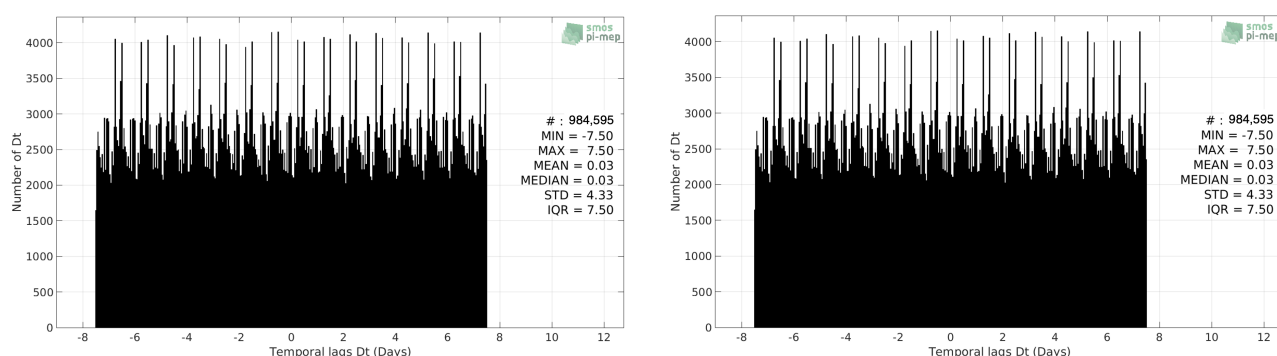 smos
pi-mep
4000
3500
3000
2500
2000
1500
1000
500
0
Number of Dt
# : 984,595
MIN = -7.50
MAX = 7.50
MEAN = 0.03
MEDIAN = 0.03
STD = 4.33
IQR = 7.50
-8 -6 -4 -2 0 2 4 6 8 10 12
Temporal lags Dt (Days)
smos
pi-mep
4000
3500
3000
2500
2000
1500
1000
500
0
Number of Dt
# : 984,595
MIN = -7.50
MAX = 7.50
MEAN = 0.03
MEDIAN = 0.03
STD = 4.33
IQR = 7.50
-8 -6 -4 -2 0 2 4 6 8 10 12
Temporal lags Dt (Days)